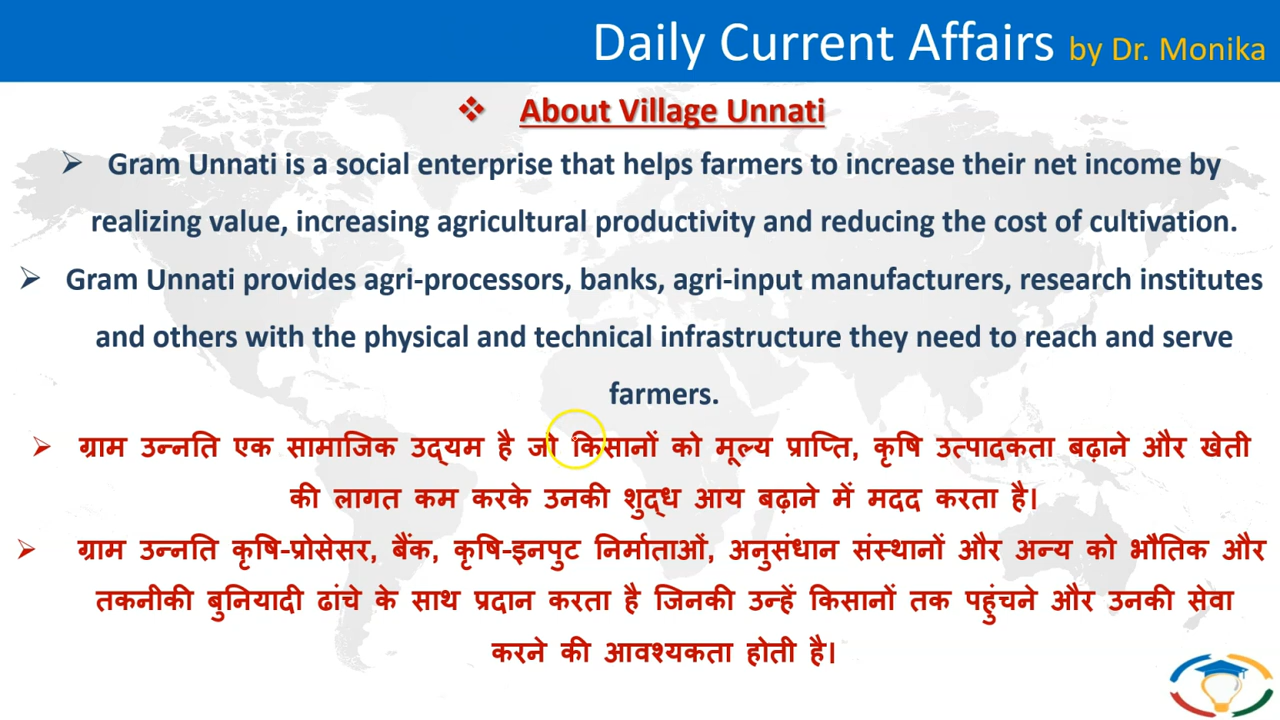 Daily Current Affairs by Dr. Monika
❖ About Village Unnati
➢ Gram Unnati is a social enterprise that helps farmers to increase their net income by
realizing value, increasing agricultural productivity and reducing the cost of cultivation.
➢ Gram Unnati provides agri-processors, banks, agri-input manufacturers, research institutes
and others with the physical and technical infrastructure they need to reach and serve
farmers.
➢ ग्राम उन्नति एक सामाजिक उद्यम है जो किसानों को मूल्य प्राप्ति, कृषि उत्पादकता बढ़ाने और खेती
की लागत कम करके उनकी शुद्ध आय बढ़ाने में मदद करता है।
➢ ग्राम उन्नति कृषि-प्रोसेसर, बैंक, कृषि-इनपुट निर्माताओं, अनुसंधान संस्थानों और अन्य को भौतिक और
तकनीकी बुनियादी ढांचे के साथ प्रदान करता है जिनकी उन्हें किसानों तक पहुंचने और उनकी सेवा
करने की आवश्यकता होती है।